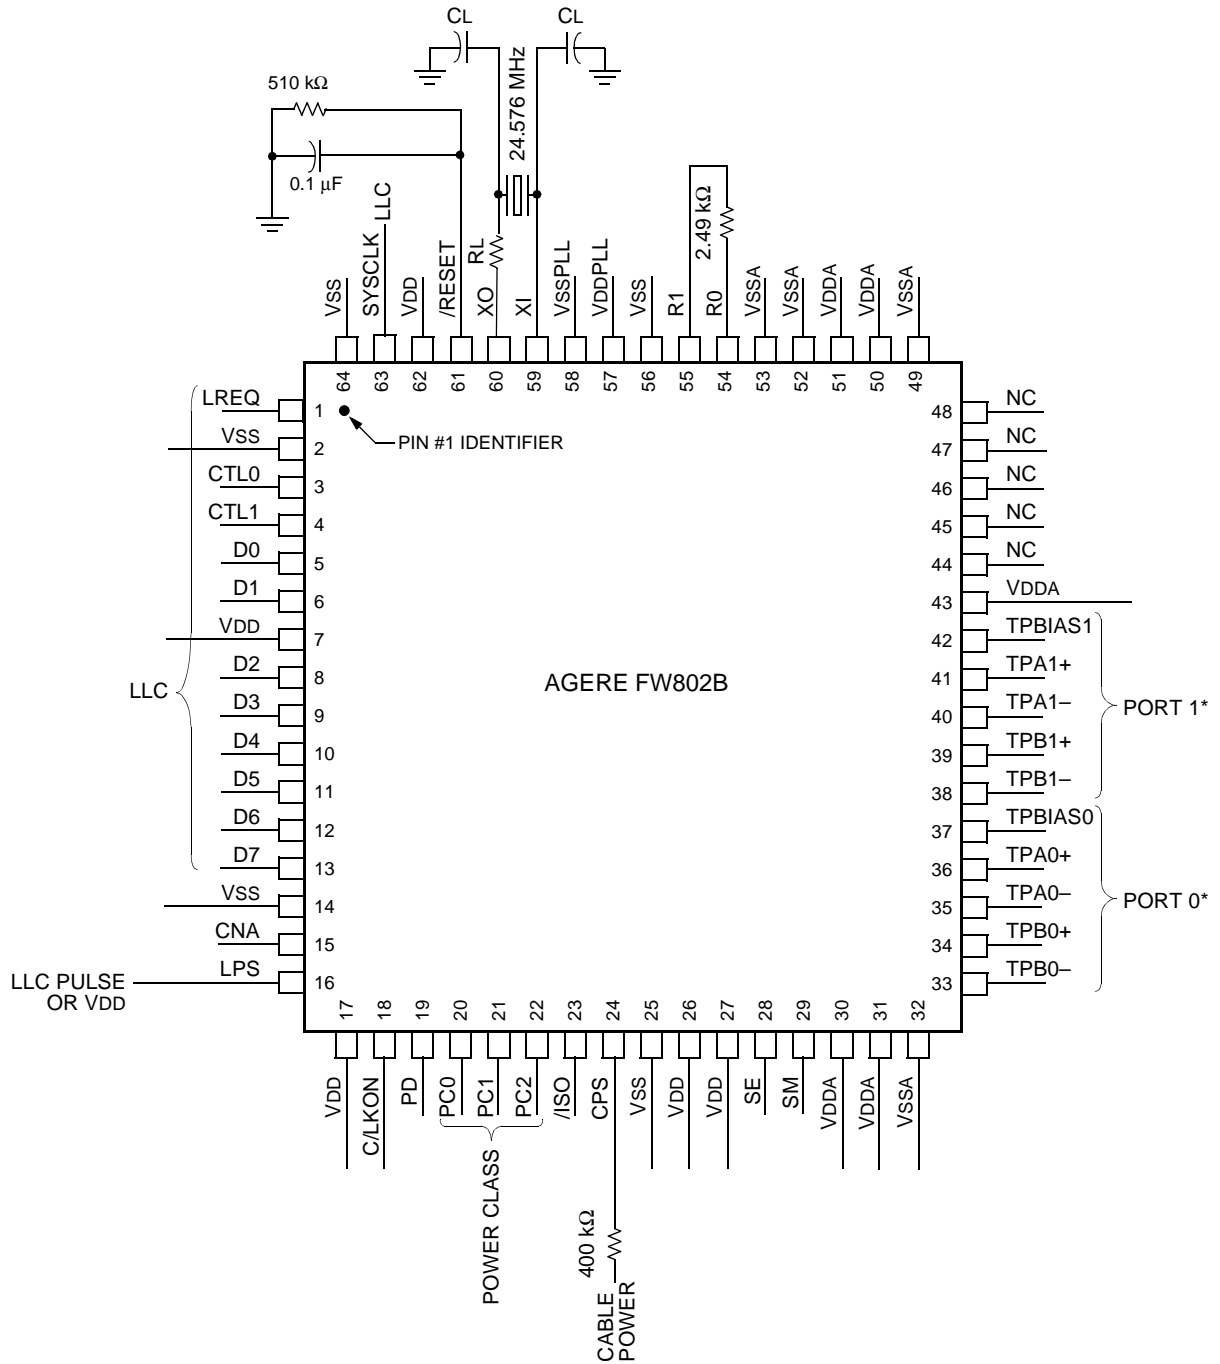 CL
CL
24.576 MHz
510 kΩ
0.1 μF
LLC
2.49 kΩ
RL
VSS
SYSCLK
VDD
/RESET
XO
XI
VSSPLL
VDDPLL
VSS
R1
R0
VSSA
VSSA
VDDA
VDDA
VSSA
64
63
62
61
60
59
58
57
56
55
54
53
52
51
50
49
LREQ 1
PIN #1 IDENTIFIER
VSS 2
CTL0 3
CTL1 4
D0 5
D1 6
VDD 7
D2 8
LLC
D3 9
D4 10
D5 11
D6 12
D7 13
VSS 14
CNA 15
LPS 16
LLC PULSE
OR VDD
AGERE FW802B
48 NC
47 NC
46 NC
45 NC
44 NC
43 VDDA
42 TPBIAS1
41 TPA1+
40 TPA1–
PORT 1*
39 TPB1+
38 TPB1–
37 TPBIAS0
36 TPA0+
35 TPA0–
PORT 0*
34 TPB0+
33 TPB0–
17
18
19
20
21
22
23
24
25
26
27
28
29
30
31
32
VDD
C/LKON
PD
PC0
PC1
PC2
/ISO
CPS
VSS
VDD
VDD
SE
SM
VDDA
VDDA
VSSA
POWER CLASS
400 kΩ
CABLE
POWER